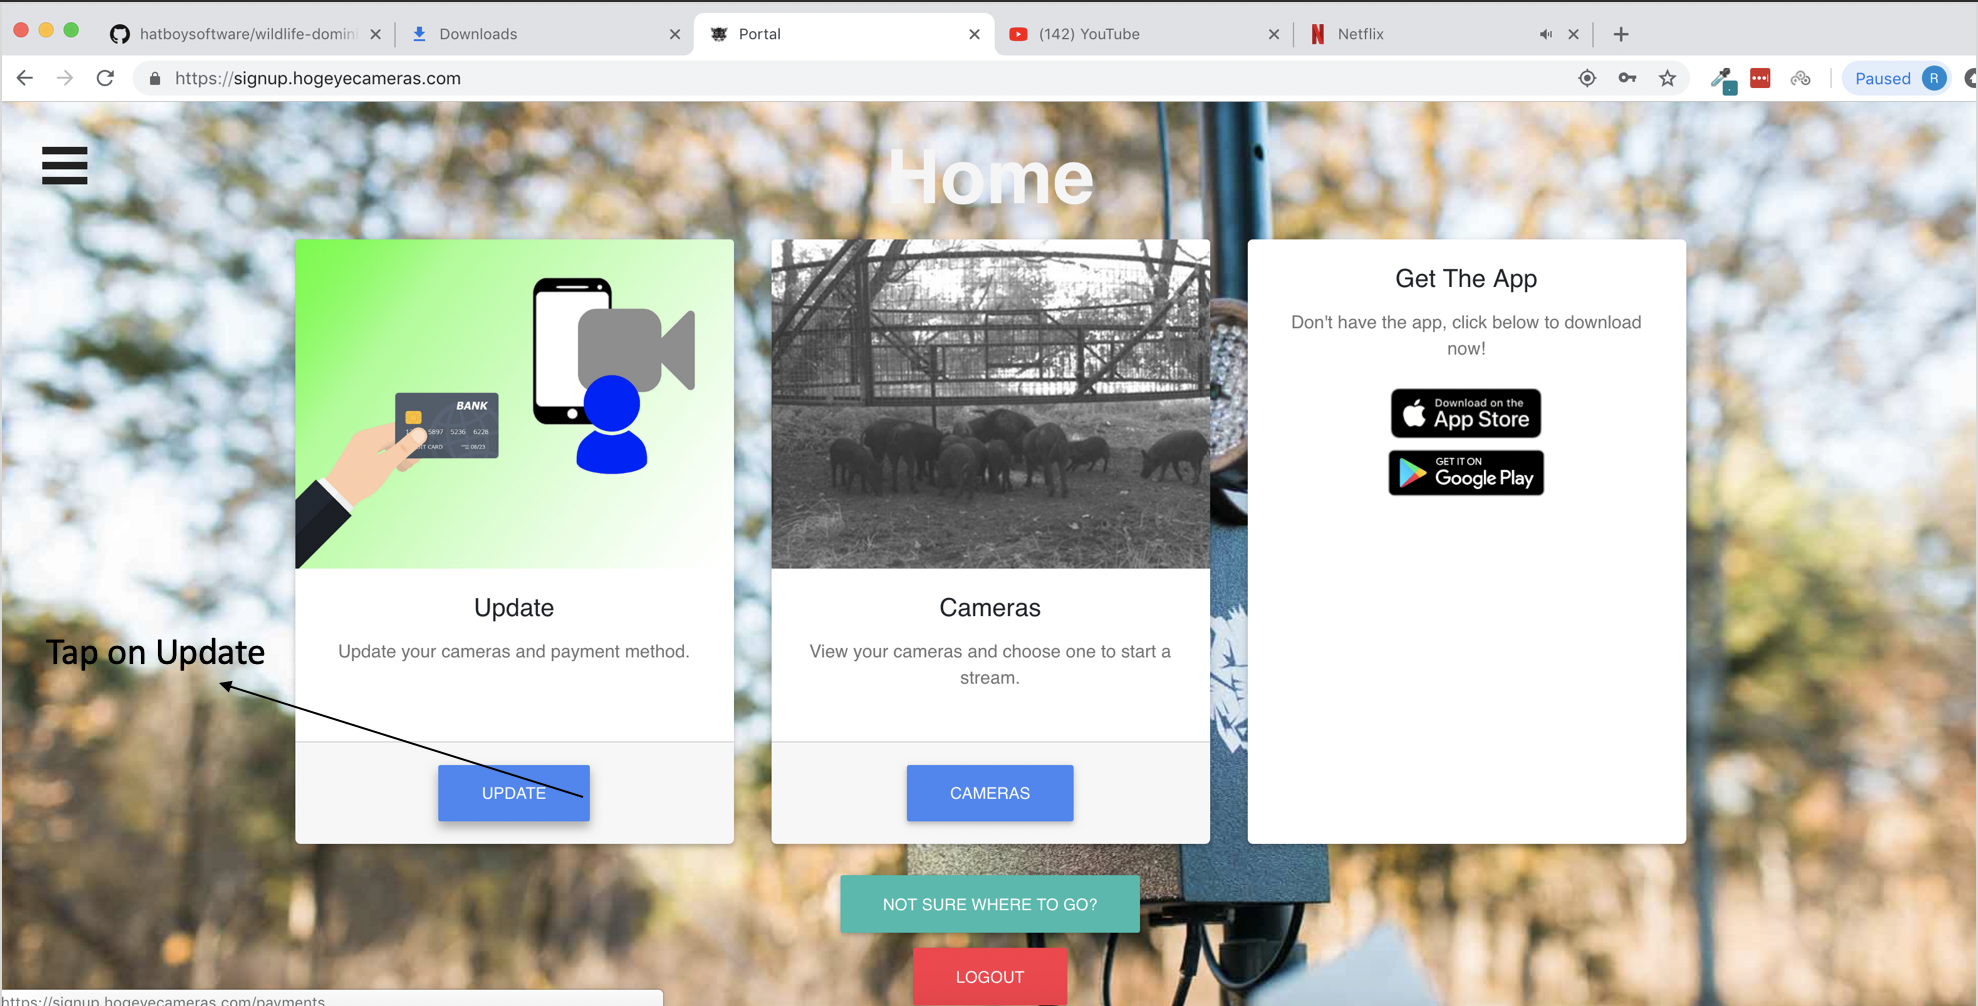 hatboysoftware/wildlife-domini
Downloads
Portal
(142) YouTube
Netflix
https://signup.hogeyecameras.com
Paused
R
Home
BANK
5897 5236 6228
08/23
Update
Update your cameras and payment method.
UPDATE
Tap on Update
Cameras
View your cameras and choose one to start a
stream.
CAMERAS
Get The App
Don't have the app, click below to download
now!
Download on the
App Store
GET IT ON
Google Play
NOT SURE WHERE TO GO?
LOGOUT
https://signup.hogeyecameras.com/payments